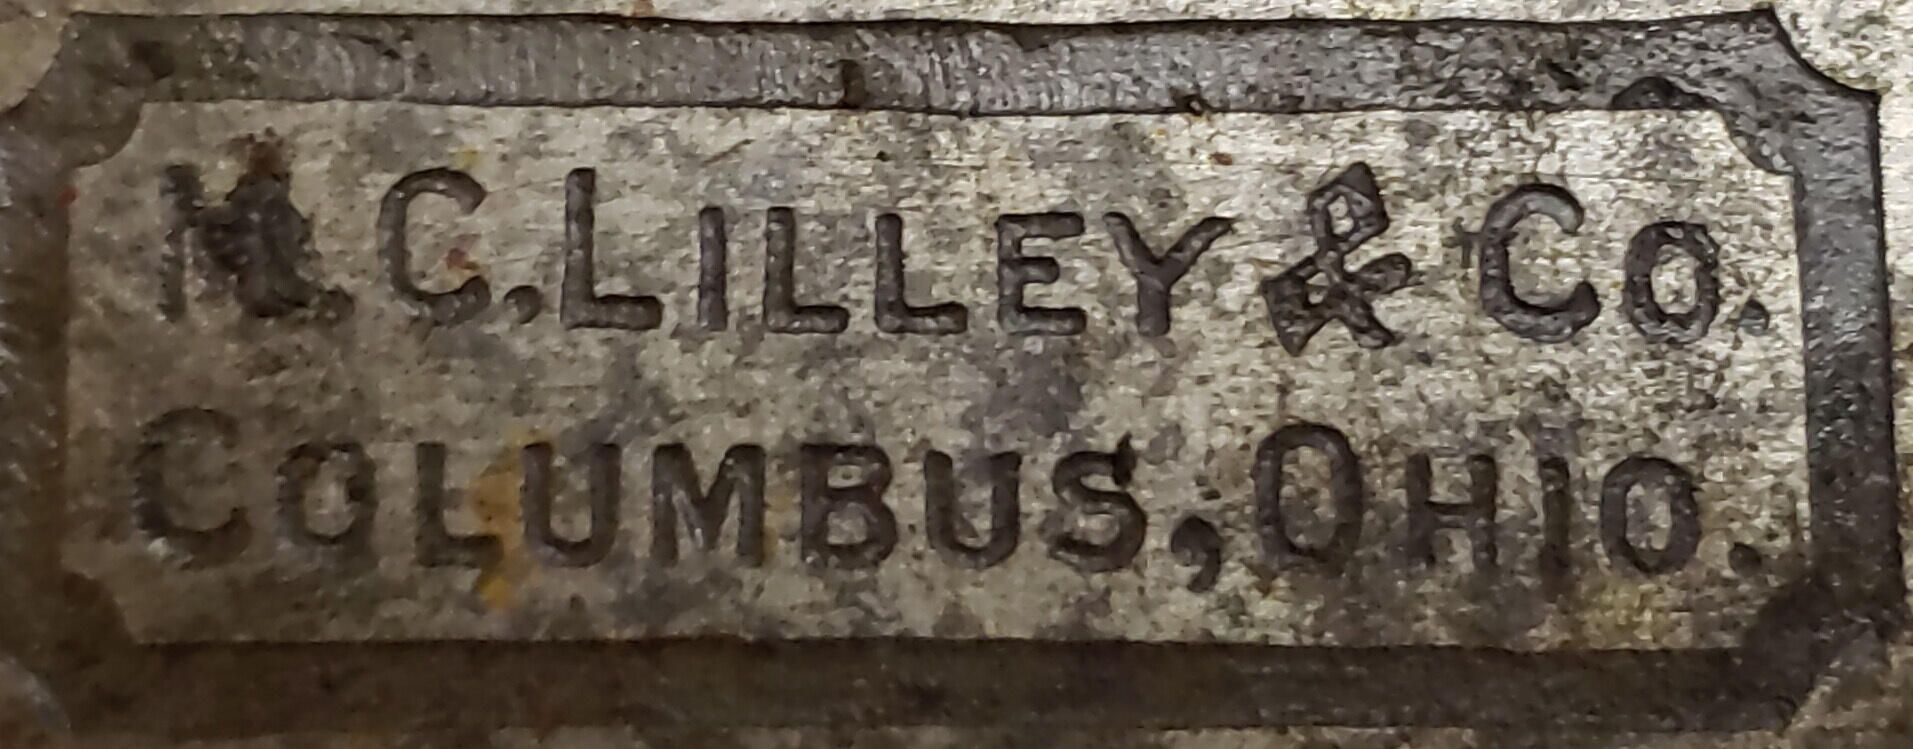 M.C.LILLEY & CO.
COLUMBUS, OHIO.